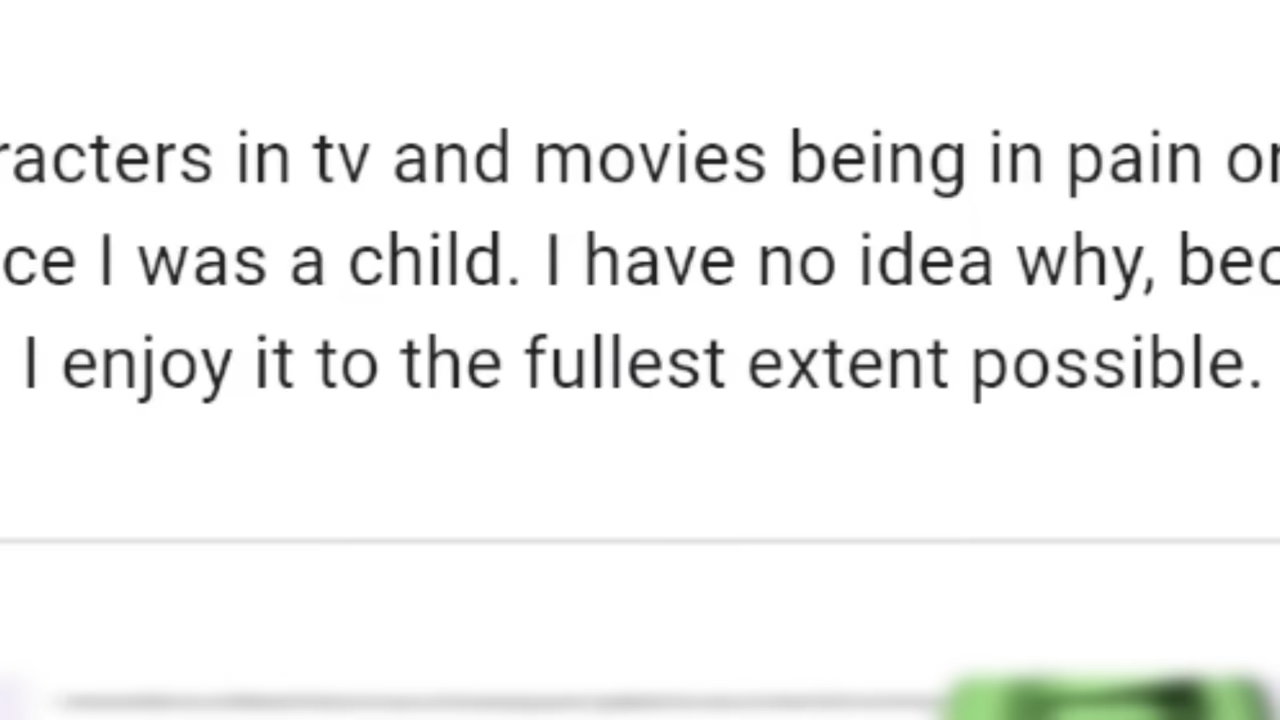 racters in tv and movies being in pain or
ce I was a child. I have no idea why, bec
I enjoy it to the fullest extent possible.